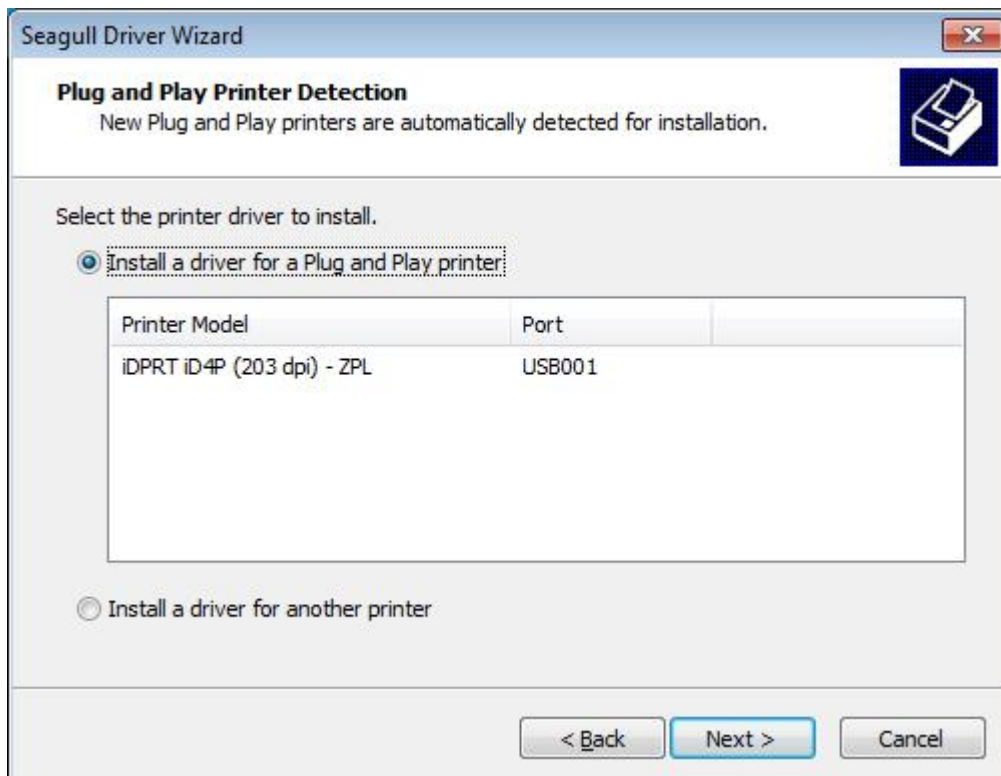 Seagull Driver Wizard
Plug and Play Printer Detection
New Plug and Play printers are automatically detected for installation.
Select the printer driver to install.
Install a driver for a Plug and Play printer
Printer Model Port
iDPRT iD4P (203 dpi) - ZPL USB001
Install a driver for another printer
< Back Next > Cancel